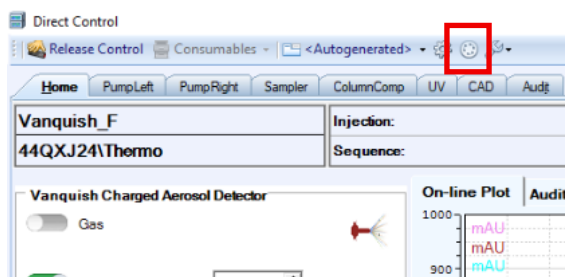 Direct Control
Release Control Consumables <Autogenerated>
Home PumpLeft PumpRight Sampler ColumnComp UV CAD Audit
Vanquish_F Injection:
44QXJ24\Thermo Sequence:
Vanquish Charged Aerosol Detector On-line Plot Audit
Gas
1000
mAU
mAU
900 mAU